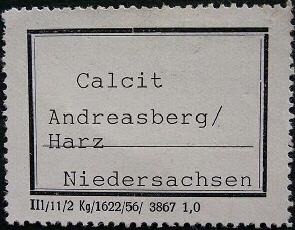 Calcit
Andreasberg/
Harz
Niedersachsen
III/11/2 Kg/1622/56/ 3867 1,0